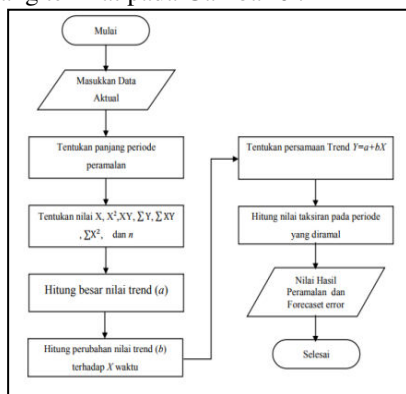 Mulai
Masukkan Data
Aktual
Tentukan panjang periode
peramalan
Tentukan nilai X, X²,XY, ∑Y, ∑XY
, ∑X², dan n
Hitung besar nilai trend (a)
Hitung perubahan nilai trend (b)
terhadap X waktu
Tentukan persamaan Trend Y=a+bX
Hitung nilai taksiran pada periode
yang diramal
Nilai Hasil
Peramalan dan
Forecaset error
Selesai